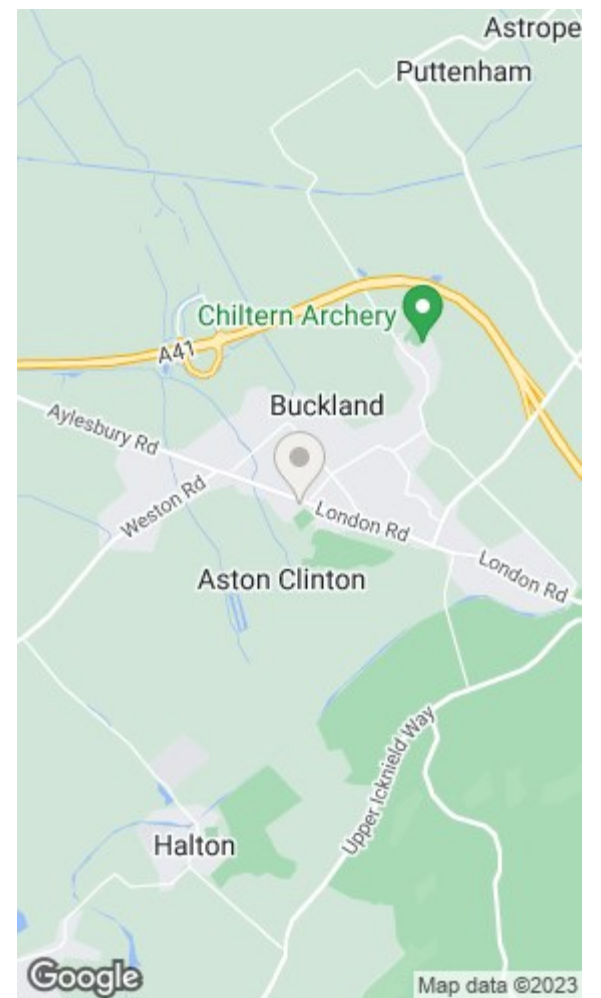 Astrope
Puttenham
Chiltern Archery
A41
Buckland
Aylesbury Rd
Weston Rd
London Rd
London Rd
Aston Clinton
Upper Icknield Way
Halton
Google
Map data ©2023